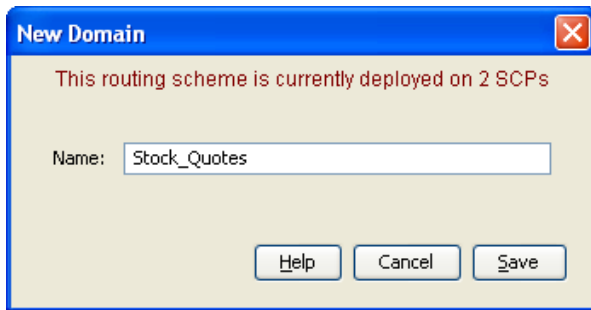 New Domain
This routing scheme is currently deployed on 2 SCPs
Name: Stock_Quotes
Help Cancel Save